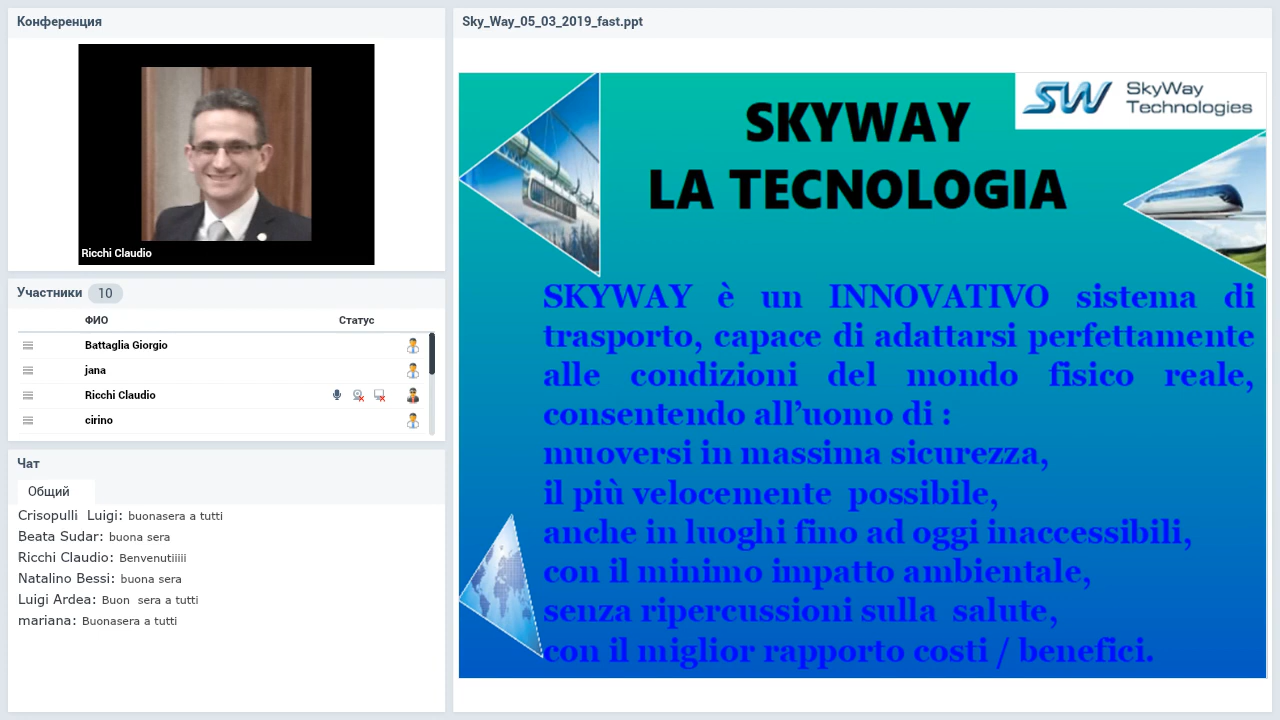 Конференция
Ricchi Claudio
Участники 10
ФИО Статус
Battaglia Giorgio
jana
Ricchi Claudio
cirino
Чат
Общий
Crisopulli Luigi: buonasera a tutti
Beata Sudar: buona sera
Ricchi Claudio: Benvenutiiiii
Natalino Bessi: buona sera
Luigi Ardea: Buon sera a tutti
mariana: Buonasera a tutti
Sky_Way_05_03_2019_fast.ppt
SW SkyWay
Technologies
SKYWAY
LA TECNOLOGIA
SKYWAY è un INNOVATIVO sistema di
trasporto, capace di adattarsi perfettamente
alle condizioni del mondo fisico reale,
consentendo all’uomo di :
muoversi in massima sicurezza,
il più velocemente possibile,
anche in luoghi fino ad oggi inaccessibili,
con il minimo impatto ambientale,
senza ripercussioni sulla salute,
con il miglior rapporto costi / benefici.